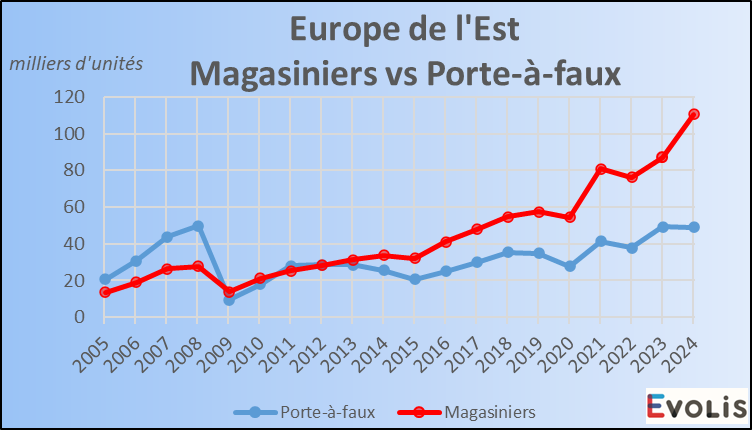 Europe de l'Est
Magasiniers vs Porte-à-faux
milliers d'unités
120
100
80
60
40
20
0
2005 2006 2007 2008 2009 2010 2011 2012 2013 2014 2015 2016 2017 2018 2019 2020 2021 2022 2023 2024
Porte-à-faux Magasiniers
EVOLIS